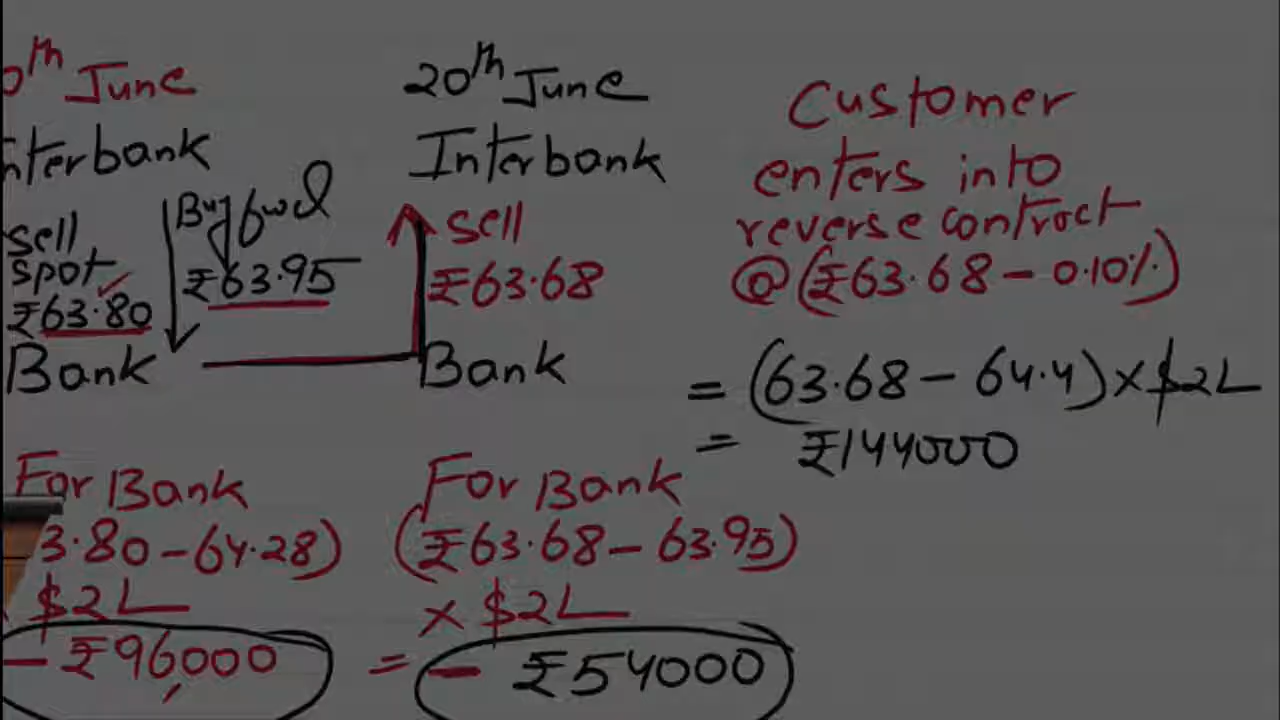 0th June
nterbank
sell
spot
₹63.80
Buy fwd
₹63.95
Bank
For Bank
3.80 - 64.28)
x $2L
- ₹96,000
20th June
Interbank
sell
₹63.68
Bank
For Bank
(₹63.68 - 63.95)
x $2L
= - ₹54000
Customer
enters into
reverse contract
@ (₹63.68 - 0.10%)
= (63.68 - 64.4) x $2L
= ₹144000